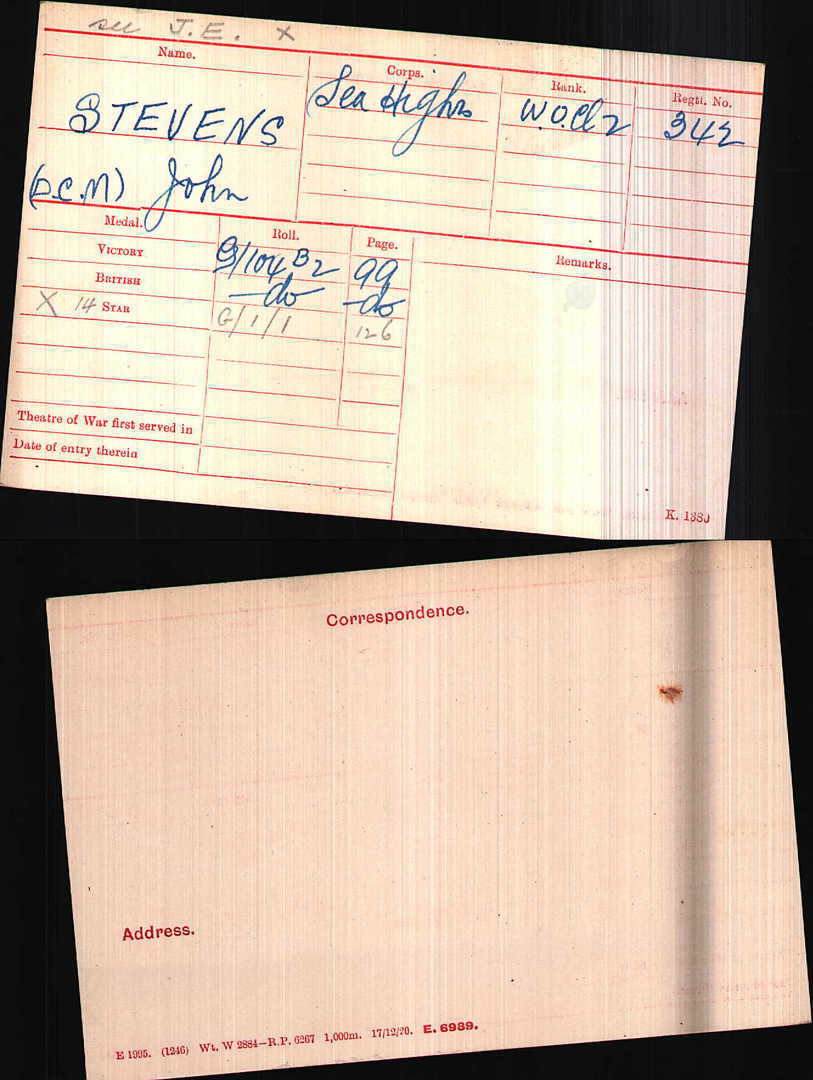 see J.E. X
Name. Corps. Rank. Regtl. No.
STEVENS Sea Highrs W.O.Cl 2 342
(D.C.M) John
Medal. Roll. Page. Remarks.
VICTORY G/104 B2 99
BRITISH -do- -do-
X 14 STAR G/1/1 126
Theatre of War first served in
Date of entry therein
K. 1380
Correspondence.
Address.
E 1995. (1246) Wt. W 2884—R.P. 6267 1,000m. 17/12/20. E. 6989.